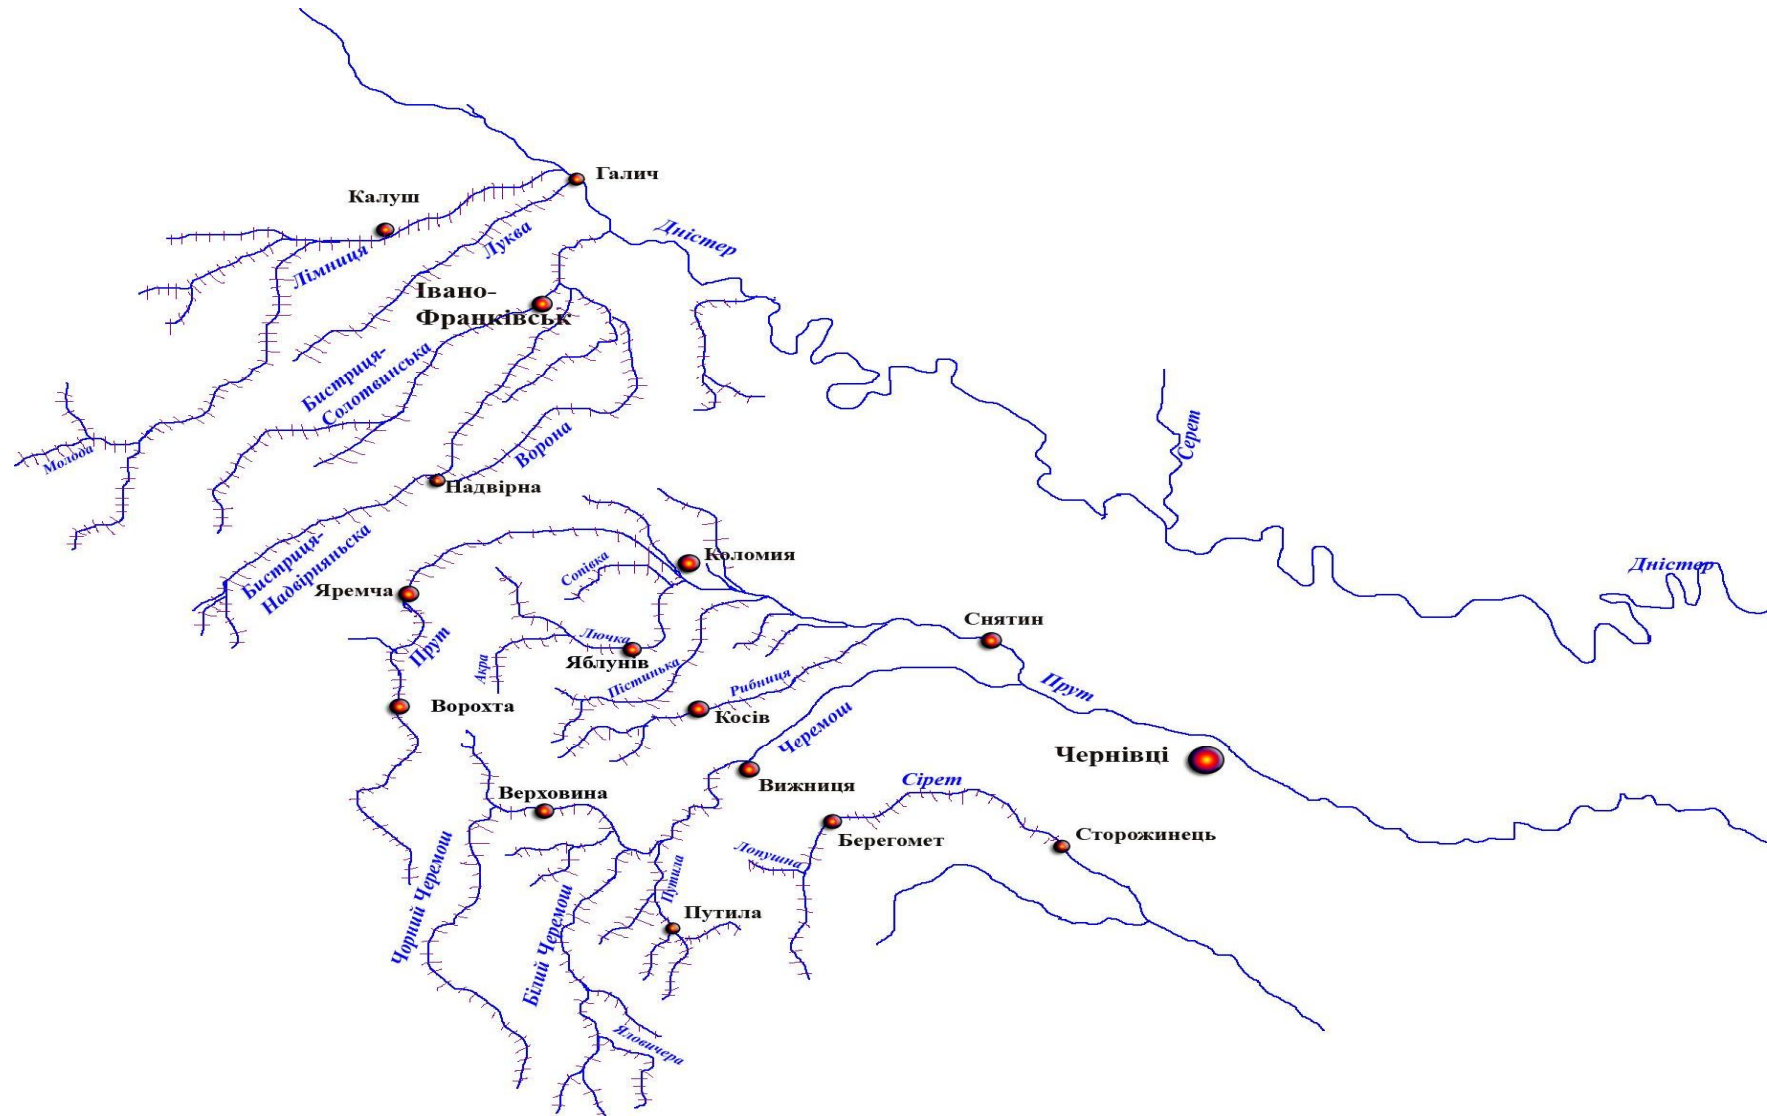 Галич
Калуш
Дністер
Луква
Лімниця
Івано-
Франківськ
Бистриця-
Солотвинська
Серет
Ворона
Молода
Надвірна
Бистриця-
Надвірняньска
Коломия
Сопівка
Дністер
Яремча
Снятин
Прут
Лючка
Яблунів
Акра
Пістинька
Рибниця
Прут
Ворохта
Косів
Черемош
Чернівці
Вижниця
Сірет
Верховина
Берегомет
Сторожинець
Лопушна
Путила
Чорний Черемош
Білий Черемош
Путила
Яловичера